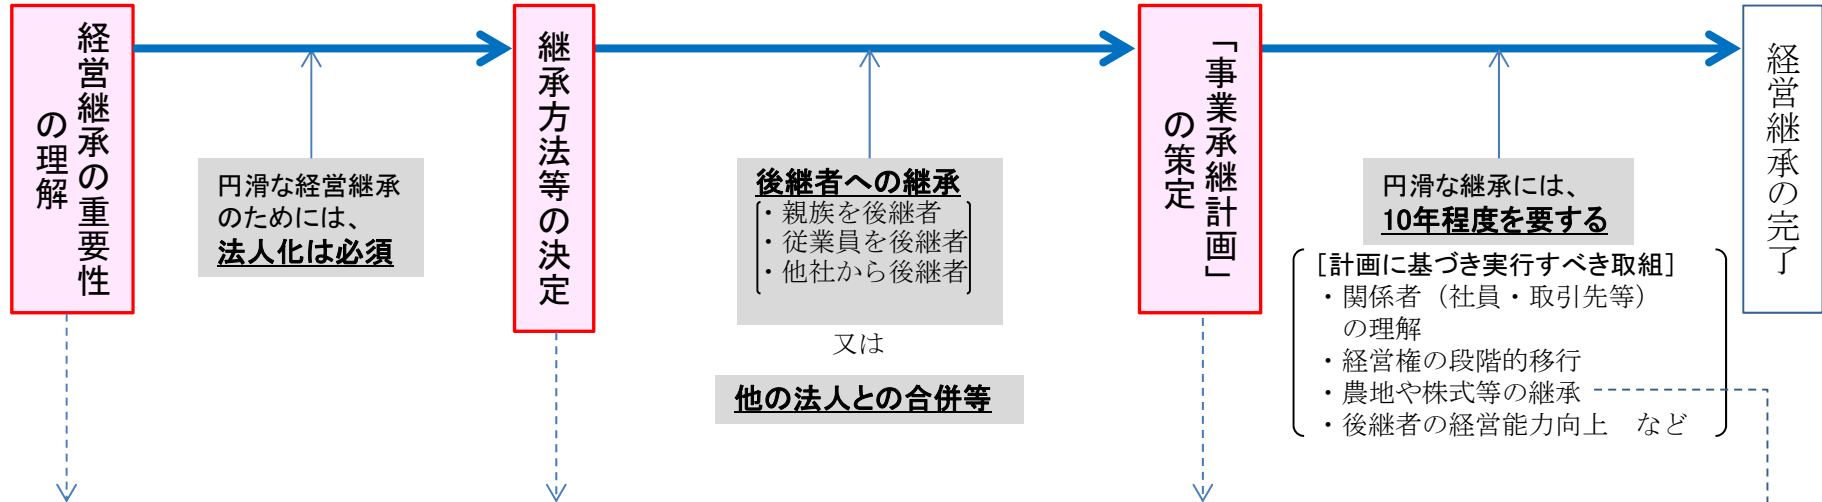 経営継承の重要性
の理解
円滑な経営継承
のためには、
法人化は必須
継承方法等の決定
後継者への継承
・親族を後継者
・従業員を後継者
・他社から後継者
又は
他の法人との合併等
「事業承継計画」
の策定
円滑な継承には、
10年程度を要する
[計画に基づき実行すべき取組]
・関係者（社員・取引先等）
の理解
・経営権の段階的移行
・農地や株式等の継承
・後継者の経営能力向上　など
経営継承の完了